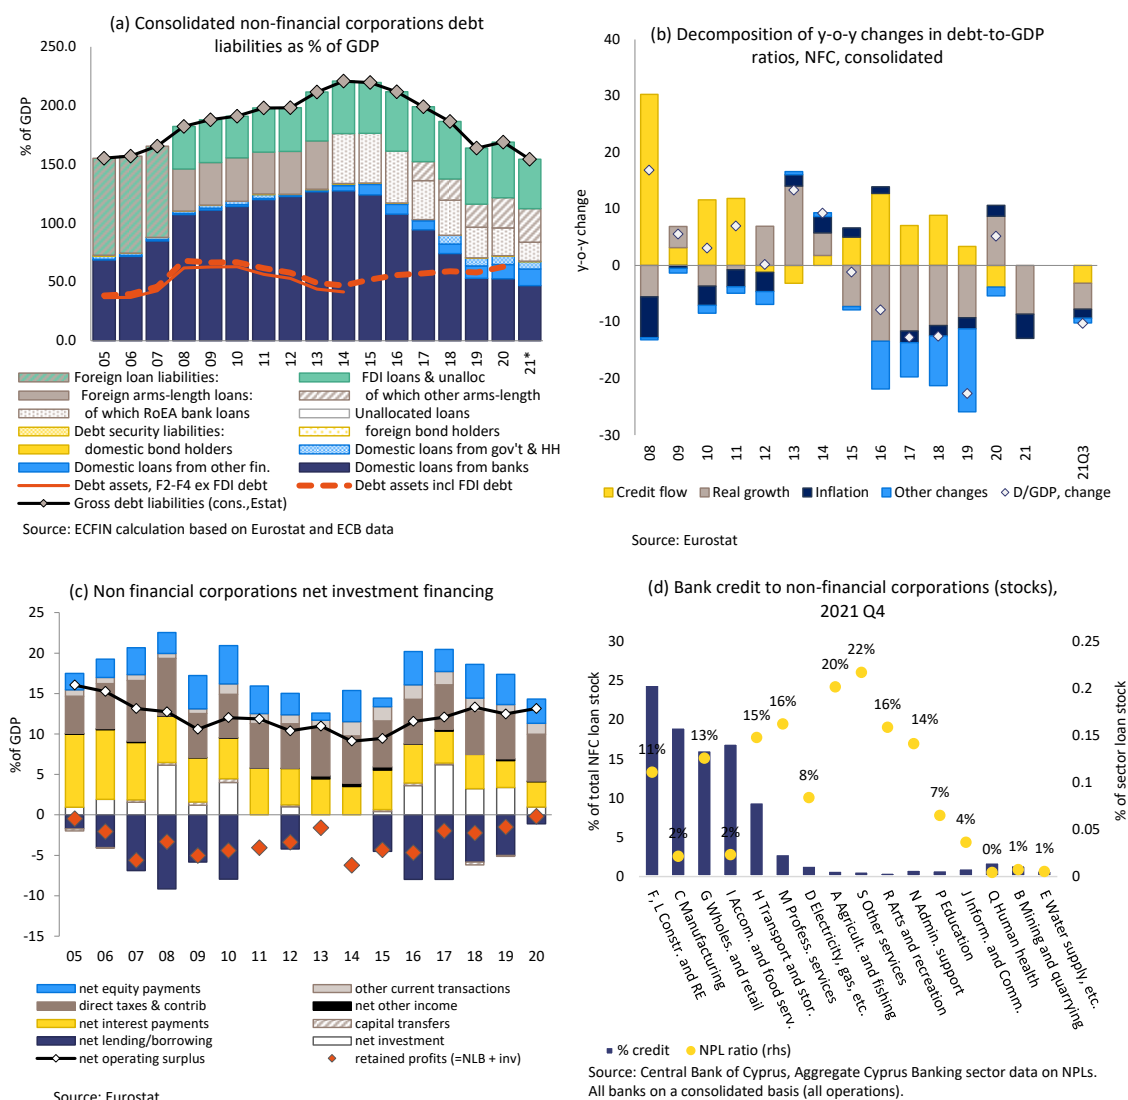 (a) Consolidated non-financial corporations debt
liabilities as % of GDP
250.0
200.0
150.0
100.0
50.0
0.0
% of GDP
05 06 07 08 09 10 11 12 13 14 15 16 17 18 19 20 21*
Foreign loan liabilities:
FDI loans & unalloc
Foreign arms-length loans:
of which other arms-length
of which RoEA bank loans
Unallocated loans
Debt security liabilities:
foreign bond holders
domestic bond holders
Domestic loans from gov't & HH
Domestic loans from other fin.
Domestic loans from banks
Debt assets, F2-F4 ex FDI debt
Debt assets incl FDI debt
Gross debt liabilities (cons.,Estat)
Source: ECFIN calculation based on Eurostat and ECB data
(b) Decomposition of y-o-y changes in debt-to-GDP
ratios, NFC, consolidated
40
30
20
10
0
-10
-20
-30
y-o-y change
08 09 10 11 12 13 14 15 16 17 18 19 20 21 21Q3
Credit flow Real growth Inflation Other changes D/GDP, change
Source: Eurostat
(c) Non financial corporations net investment financing
25
20
15
10
5
0
-5
-10
-15
%of GDP
05 06 07 08 09 10 11 12 13 14 15 16 17 18 19 20
net equity payments
other current transactions
direct taxes & contrib
net other income
net interest payments
capital transfers
net lending/borrowing
net investment
net operating surplus
retained profits (=NLB + inv)
Source: Eurostat
(d) Bank credit to non-financial corporations (stocks),
2021 Q4
30
25
20
15
10
5
0
% of total NFC loan stock
0.25
0.2
0.15
0.1
0.05
0
% of sector loan stock
11% 2% 13% 2% 15% 16% 8% 20% 22% 16% 14% 7% 4% 0% 1% 1%
F, L Constr. and RE
C Manufacturing
G Wholes. and retail
I Accom. and food serv.
H Transport and stor.
M Profess. services
D Electricity, gas, etc.
A Agricult. and fishing
S Other services
R Arts and recreation
N Admin. support
P Education
J Inform. and Comm.
Q Human health
B Mining and quarrying
E Water supply, etc.
% credit NPL ratio (rhs)
Source: Central Bank of Cyprus, Aggregate Cyprus Banking sector data on NPLs.
All banks on a consolidated basis (all operations).